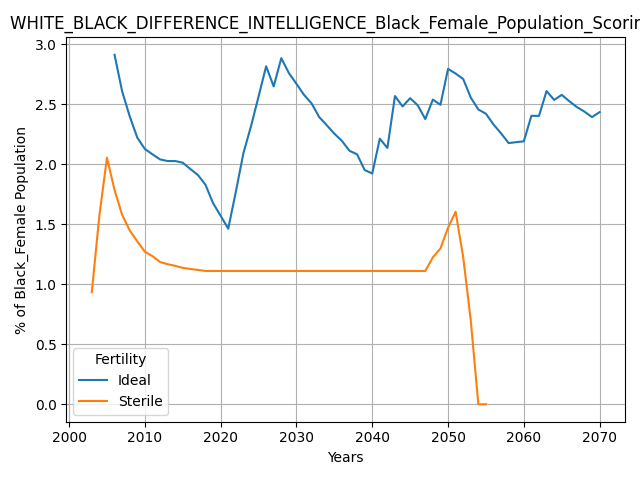 WHITE_BLACK_DIFFERENCE_INTELLIGENCE_Black_Female_Population_Scorin
3.0
2.5
2.0
1.5
1.0
0.5
0.0
% of Black_Female Population
Fertility
Ideal
Sterile
2000 2010 2020 2030 2040 2050 2060 2070
Years